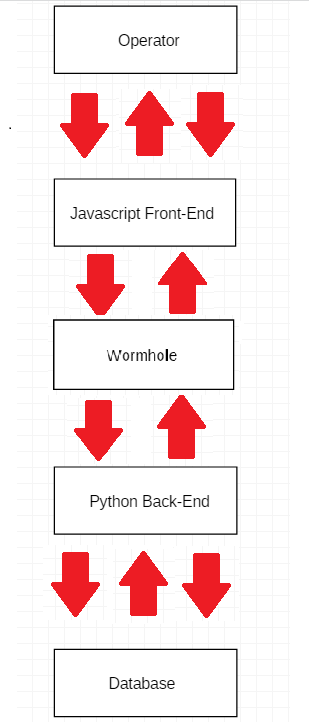 Operator
Javascript Front-End
Wormhole
Python Back-End
Database